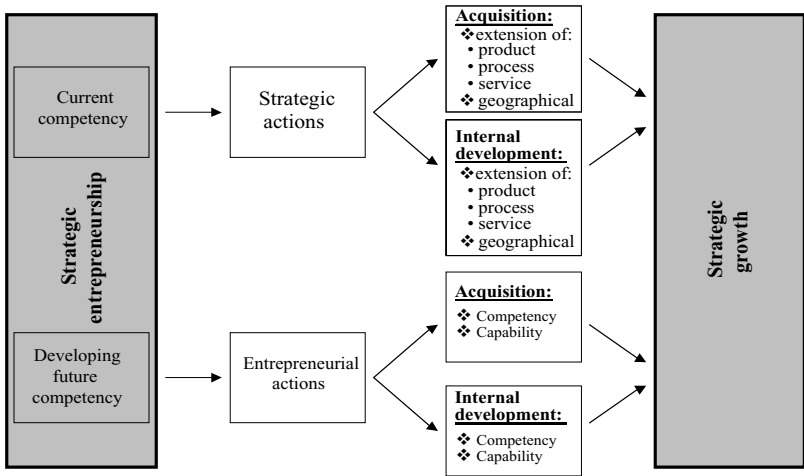 Current
competency
Strategic
entrepreneurship
Developing
future
competency
Strategic
actions
Entrepreneurial
actions
Acquisition:
❖extension of:
• product
• process
• service
❖ geographical
Internal
development:
❖extension of:
• product
• process
• service
❖ geographical
Acquisition:
❖ Competency
❖ Capability
Internal
development:
❖ Competency
❖ Capability
Strategic
growth